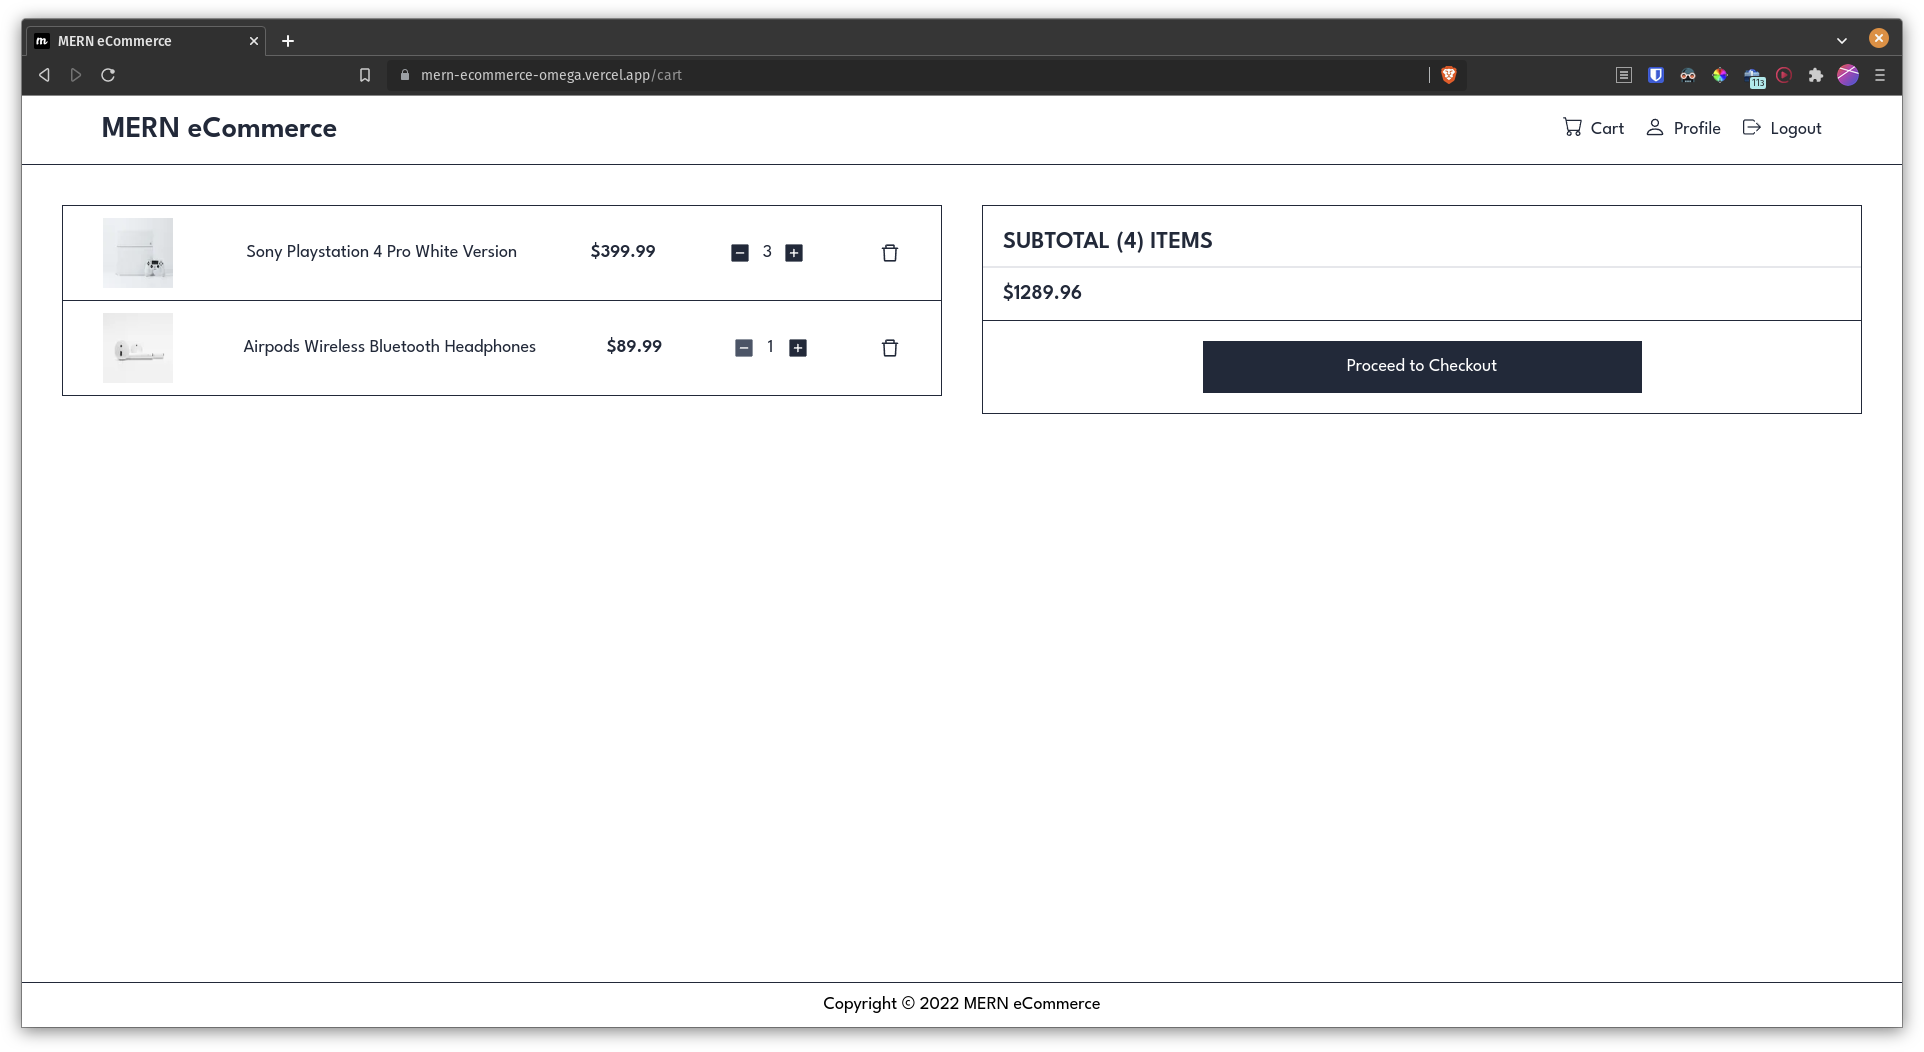 MERN eCommerce
mern-ecommerce-omega.vercel.app/cart
113
MERN eCommerce
Cart
Profile
Logout
Sony Playstation 4 Pro White Version
$399.99
3
Airpods Wireless Bluetooth Headphones
$89.99
1
SUBTOTAL (4) ITEMS
$1289.96
Proceed to Checkout
Copyright © 2022 MERN eCommerce